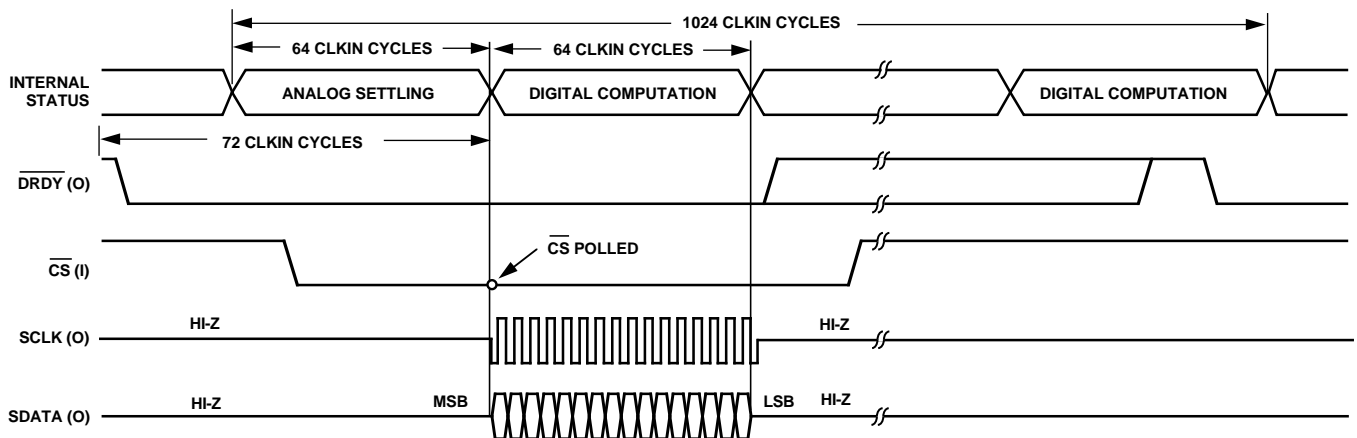 1024 CLKIN CYCLES
64 CLKIN CYCLES
64 CLKIN CYCLES
INTERNAL
STATUS
ANALOG SETTLING
DIGITAL COMPUTATION
DIGITAL COMPUTATION
72 CLKIN CYCLES
DRDY (O)
CS POLLED
CS (I)
HI-Z
HI-Z
SCLK (O)
HI-Z
MSB
LSB
HI-Z
SDATA (O)